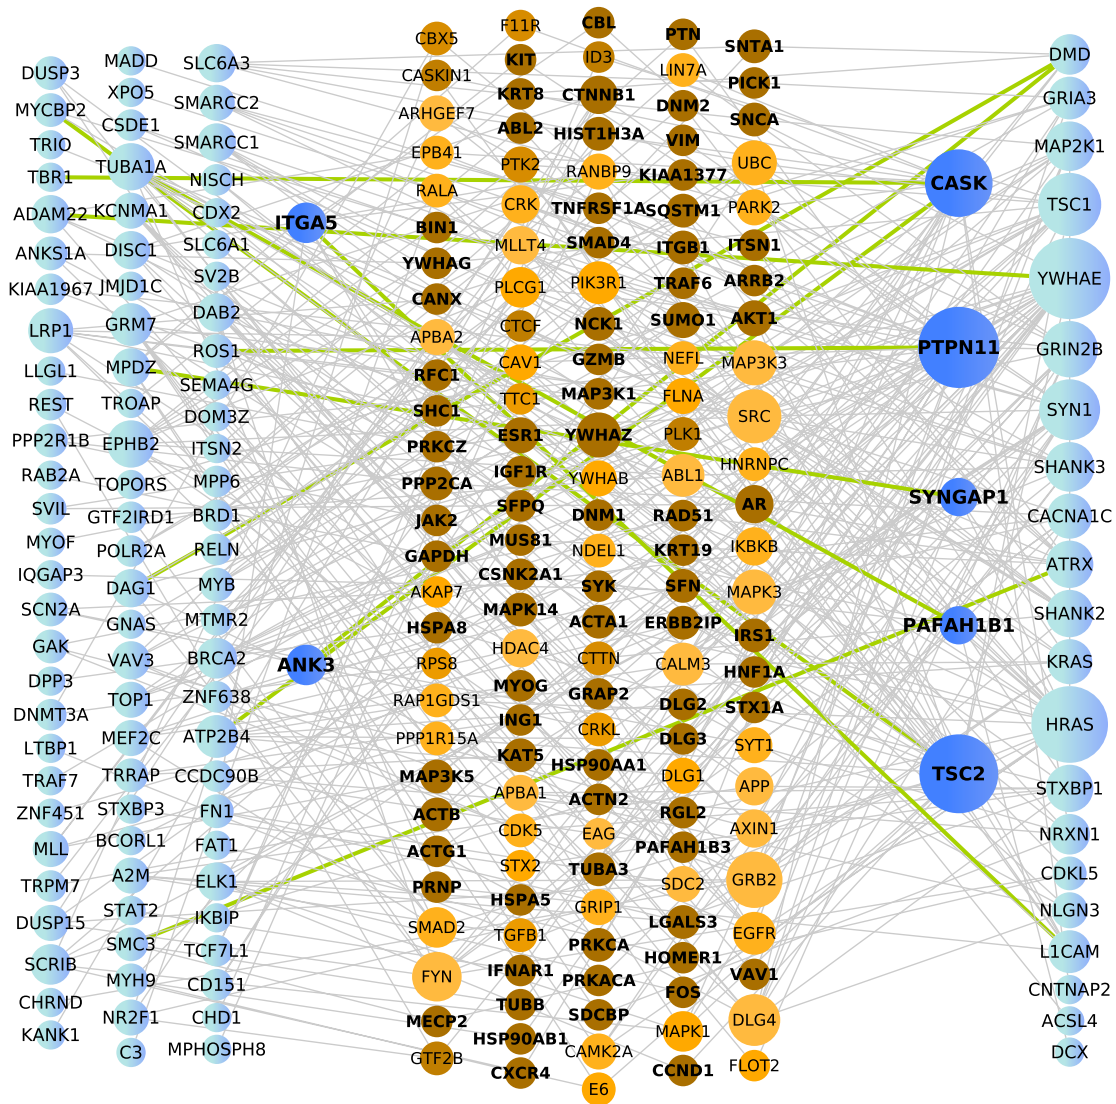 DUSP3
MYCBP2
TRIO
TBR1
ADAM22
ANKS1A
KIAA1967
LRP1
LLGL1
REST
PPP2R1B
RAB2A
SVIL
MYOF
IQGAP3
SCN2A
GAK
DPP3
DNMT3A
LTBP1
TRAF7
ZNF451
MLL
TRPM7
DUSP15
SCRIB
CHRND
KANK1
MADD
XPO5
CSDE1
TUBA1A
KCNMA1
DISC1
JMJD1C
GRM7
MPDZ
TROAP
EPHB2
TOPORS
GTF2IRD1
POLR2A
DAG1
GNAS
VAV3
TOP1
MEF2C
TRRAP
STXBP3
BCORL1
A2M
STAT2
SMC3
MYH9
NR2F1
C3
SLC6A3
SMARCC2
SMARCC1
NISCH
CDX2
SLC6A1
SV2B
DAB2
ROS1
SEMA4G
DOM3Z
ITSN2
MPP6
BRD1
RELN
MYB
MTMR2
BRCA2
ZNF638
ATP2B4
CCDC90B
FN1
FAT1
ELK1
IKBIP
TCF7L1
CD151
CHD1
MPHOSPH8
ITGA5
ANK3
CBX5
CASKIN1
ARHGEF7
EPB41
RALA
BIN1
YWHAG
CANX
APBA2
RFC1
SHC1
PRKCZ
PPP2CA
JAK2
GAPDH
AKAP7
HSPA8
RPS8
RAP1GDS1
PPP1R15A
MAP3K5
ACTB
ACTG1
PRNP
SMAD2
FYN
MECP2
GTF2B
F11R
KIT
KRT8
ABL2
PTK2
CRK
MLLT4
PLCG1
CTCF
CAV1
TTC1
ESR1
IGF1R
SFPQ
MUS81
CSNK2A1
MAPK14
HDAC4
MYOG
ING1
KAT5
APBA1
CDK5
STX2
HSPA5
TGFB1
IFNAR1
TUBB
HSP90AB1
CXCR4
CBL
ID3
CTNNB1
HIST1H3A
RANBP9
TNFRSF1A
SMAD4
PIK3R1
NCK1
GZMB
MAP3K1
YWHAZ
YWHAB
DNM1
NDEL1
SYK
ACTA1
CTTN
GRAP2
CRKL
HSP90AA1
ACTN2
EAG
TUBA3
GRIP1
PRKCA
PRKACA
SDCBP
CAMK2A
E6
PTN
LIN7A
DNM2
VIM
KIAA1377
SQSTM1
ITGB1
TRAF6
SUMO1
NEFL
FLNA
PLK1
ABL1
RAD51
KRT19
SFN
ERBB2IP
CALM3
DLG2
DLG3
DLG1
RGL2
PAFAH1B3
SDC2
LGALS3
HOMER1
FOS
MAPK1
CCND1
SNTA1
PICK1
SNCA
UBC
PARK2
ITSN1
ARRB2
AKT1
MAP3K3
SRC
HNRNPC
AR
IKBKB
MAPK3
IRS1
HNF1A
STX1A
SYT1
APP
AXIN1
GRB2
EGFR
VAV1
DLG4
FLOT2
CASK
PTPN11
SYNGAP1
PAFAH1B1
TSC2
DMD
GRIA3
MAP2K1
TSC1
YWHAE
GRIN2B
SYN1
SHANK3
CACNA1C
ATRX
SHANK2
KRAS
HRAS
STXBP1
NRXN1
CDKL5
NLGN3
L1CAM
CNTNAP2
ACSL4
DCX